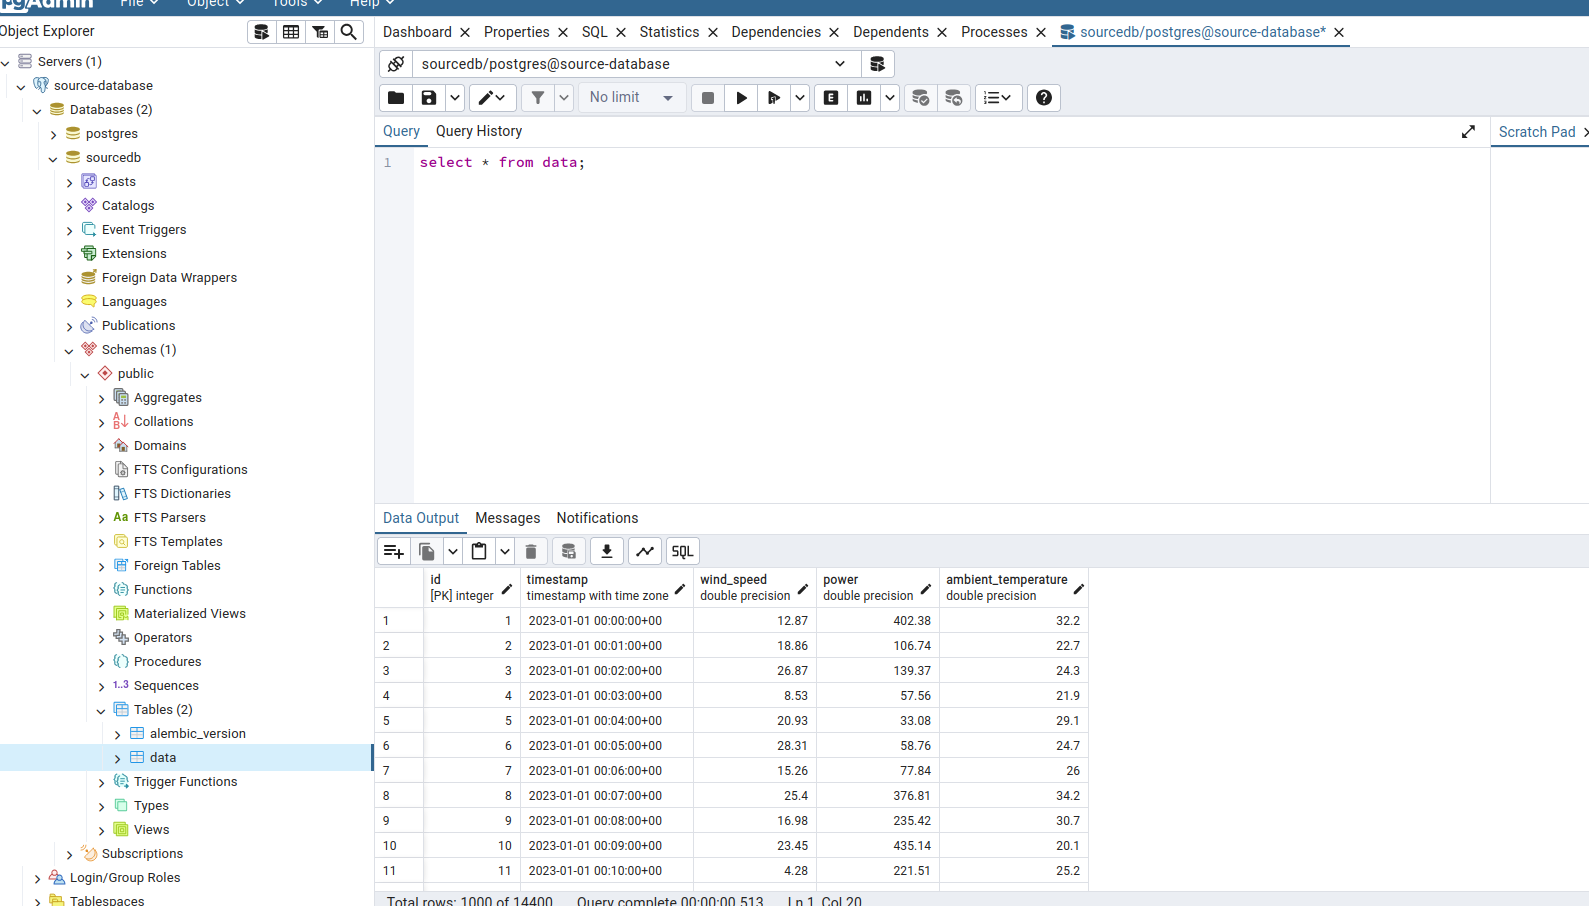 pgAdmin File Object Tools Help
Object Explorer
Dashboard Properties SQL Statistics Dependencies Dependents Processes sourcedb/postgres@source-database*
sourcedb/postgres@source-database
No limit
E
Query Query History
Scratch Pad
1 select * from data;
Servers (1)
source-database
Databases (2)
postgres
sourcedb
Casts
Catalogs
Event Triggers
Extensions
Foreign Data Wrappers
Languages
Publications
Schemas (1)
public
Aggregates
Collations
Domains
FTS Configurations
FTS Dictionaries
Aa FTS Parsers
FTS Templates
Foreign Tables
Functions
Materialized Views
Operators
Procedures
1..3 Sequences
Tables (2)
alembic_version
data
Trigger Functions
Types
Views
Subscriptions
Login/Group Roles
Tablespaces
Data Output Messages Notifications
SQL
id timestamp wind_speed power ambient_temperature
[PK] integer timestamp with time zone double precision double precision double precision
1 1 2023-01-01 00:00:00+00 12.87 402.38 32.2
2 2 2023-01-01 00:01:00+00 18.86 106.74 22.7
3 3 2023-01-01 00:02:00+00 26.87 139.37 24.3
4 4 2023-01-01 00:03:00+00 8.53 57.56 21.9
5 5 2023-01-01 00:04:00+00 20.93 33.08 29.1
6 6 2023-01-01 00:05:00+00 28.31 58.76 24.7
7 7 2023-01-01 00:06:00+00 15.26 77.84 26
8 8 2023-01-01 00:07:00+00 25.4 376.81 34.2
9 9 2023-01-01 00:08:00+00 16.98 235.42 30.7
10 10 2023-01-01 00:09:00+00 23.45 435.14 20.1
11 11 2023-01-01 00:10:00+00 4.28 221.51 25.2
Total rows: 1000 of 14400 Query complete 00:00:00.513 Ln 1, Col 20